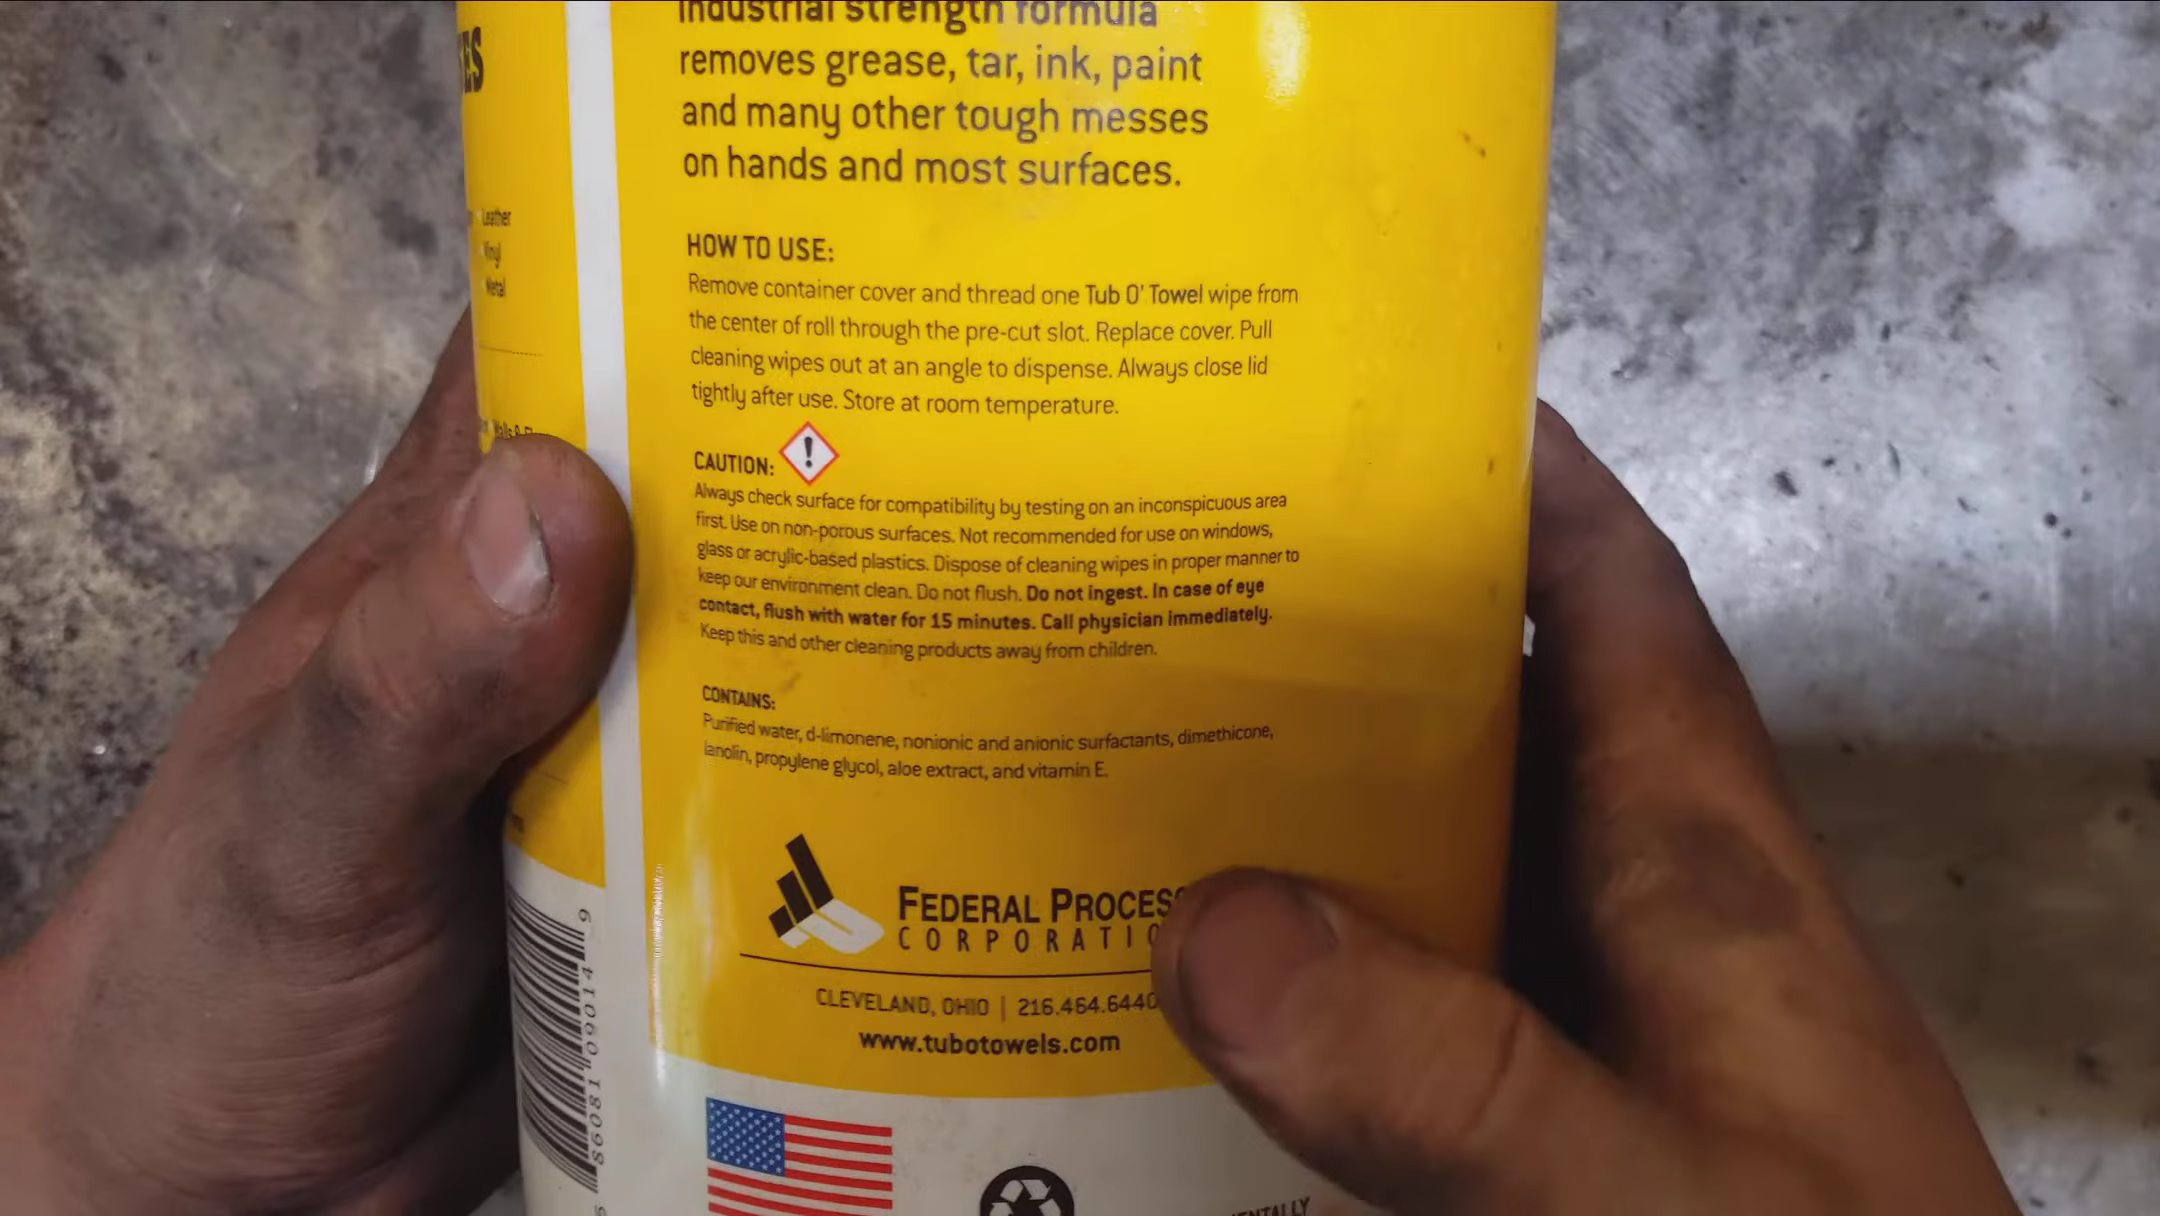 Industrial strength formula
removes grease, tar, ink, paint
and many other tough messes
on hands and most surfaces.
HOW TO USE:
Remove container cover and thread one Tub O' Towel wipe from
the center of roll through the pre-cut slot. Replace cover. Pull
cleaning wipes out at an angle to dispense. Always close lid
tightly after use. Store at room temperature.
CAUTION:
Always check surface for compatibility by testing on an inconspicuous area
first. Use on non-porous surfaces. Not recommended for use on windows,
glass or acrylic-based plastics. Dispose of cleaning wipes in proper manner to
keep our environment clean. Do not flush. Do not ingest. In case of eye
contact, flush with water for 15 minutes. Call physician immediately.
Keep this and other cleaning products away from children.
CONTAINS:
Purified water, d-limonene, nonionic and anionic surfactants, dimethicone,
lanolin, propylene glycol, aloe extract, and vitamin E.
FEDERAL PROCESS
CORPORATIO
CLEVELAND, OHIO | 216.464.6440
www.tubotowels.com
Leather
Vinyl
Metal
Walls &
86081 09014 9